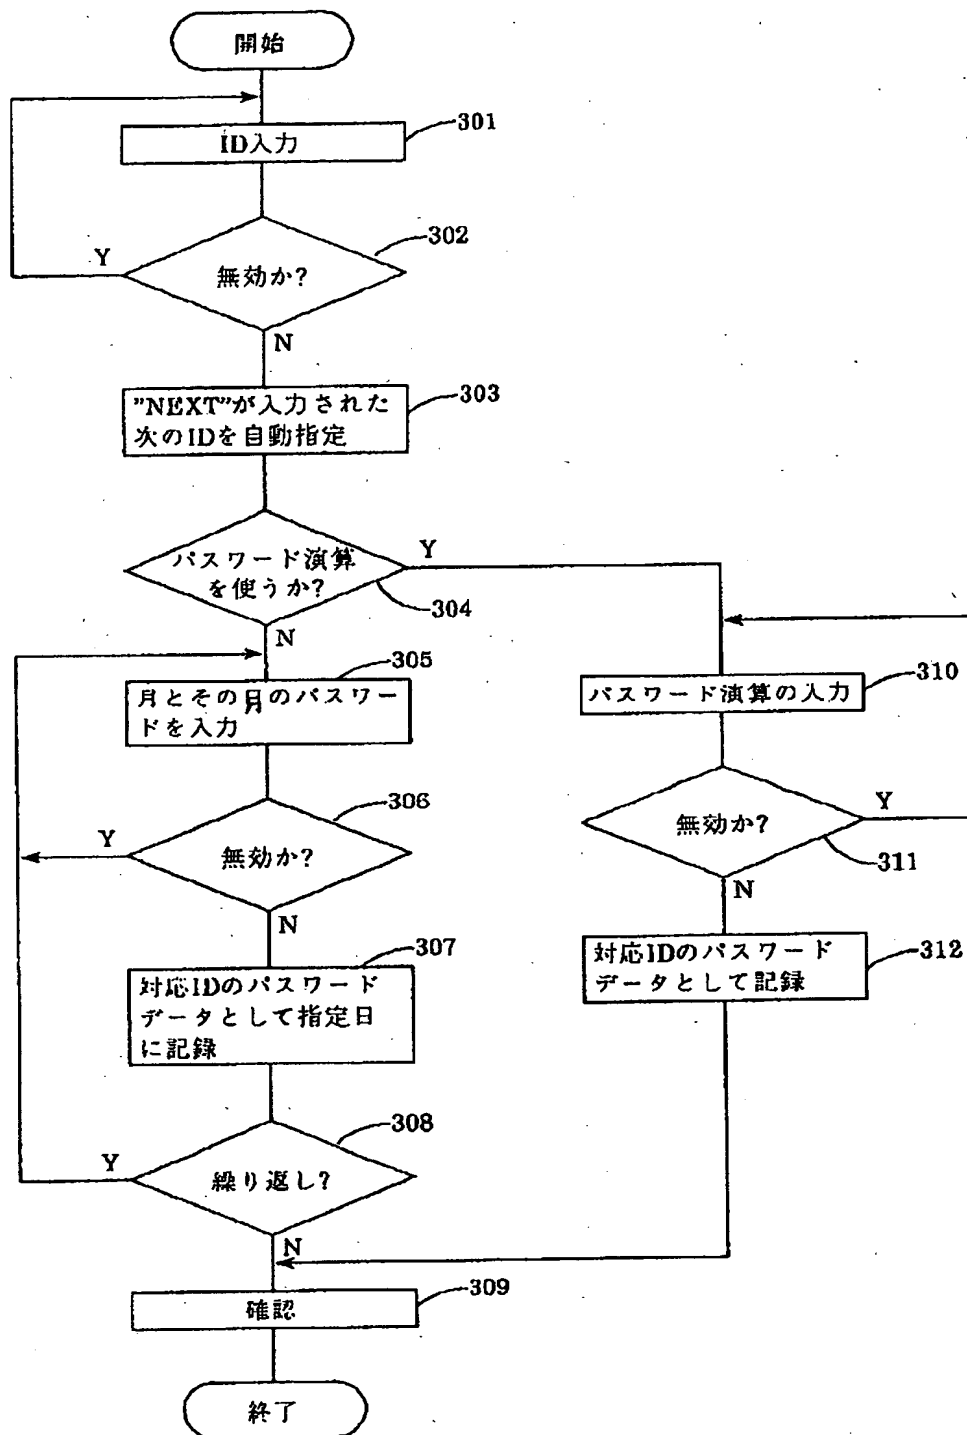 開始
301
ID入力
302
Y
無効か?
N
303
"NEXT"が入力された
次のIDを自動指定
パスワード演算
を使うか?
Y
304
N
305
月とその月のパスワー
ドを入力
306
Y
無効か?
N
307
対応IDのパスワード
データとして指定日
に記録
308
Y
繰り返し?
N
310
パスワード演算の入力
Y
無効か?
311
N
対応IDのパスワード
データとして記録
312
309
確認
終了